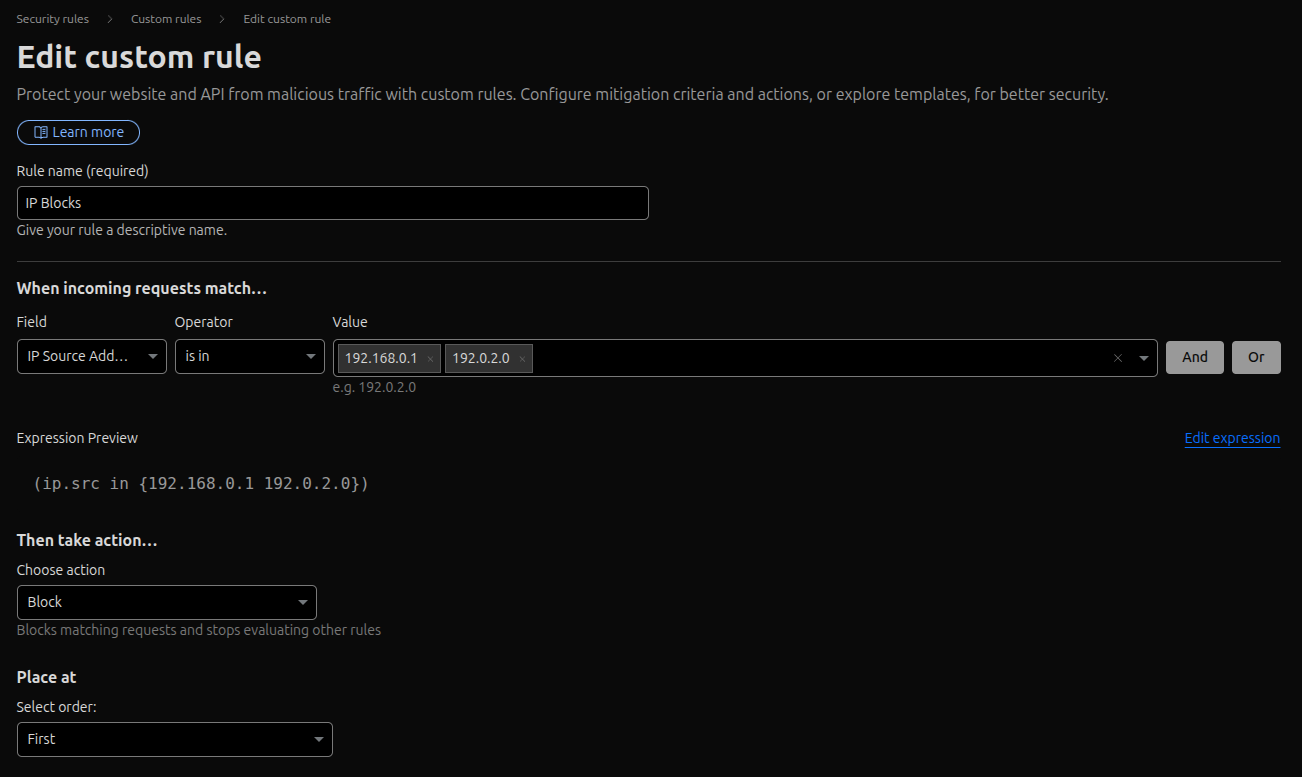 Security rules > Custom rules > Edit custom rule
Edit custom rule
Protect your website and API from malicious traffic with custom rules. Configure mitigation criteria and actions, or explore templates, for better security.
Learn more
Rule name (required)
IP Blocks
Give your rule a descriptive name.
When incoming requests match…
Field Operator Value
IP Source Add… is in 192.168.0.1 × 192.0.2.0 × And Or
e.g. 192.0.2.0
Expression Preview Edit expression
(ip.src in {192.168.0.1 192.0.2.0})
Then take action…
Choose action
Block
Blocks matching requests and stops evaluating other rules
Place at
Select order:
First